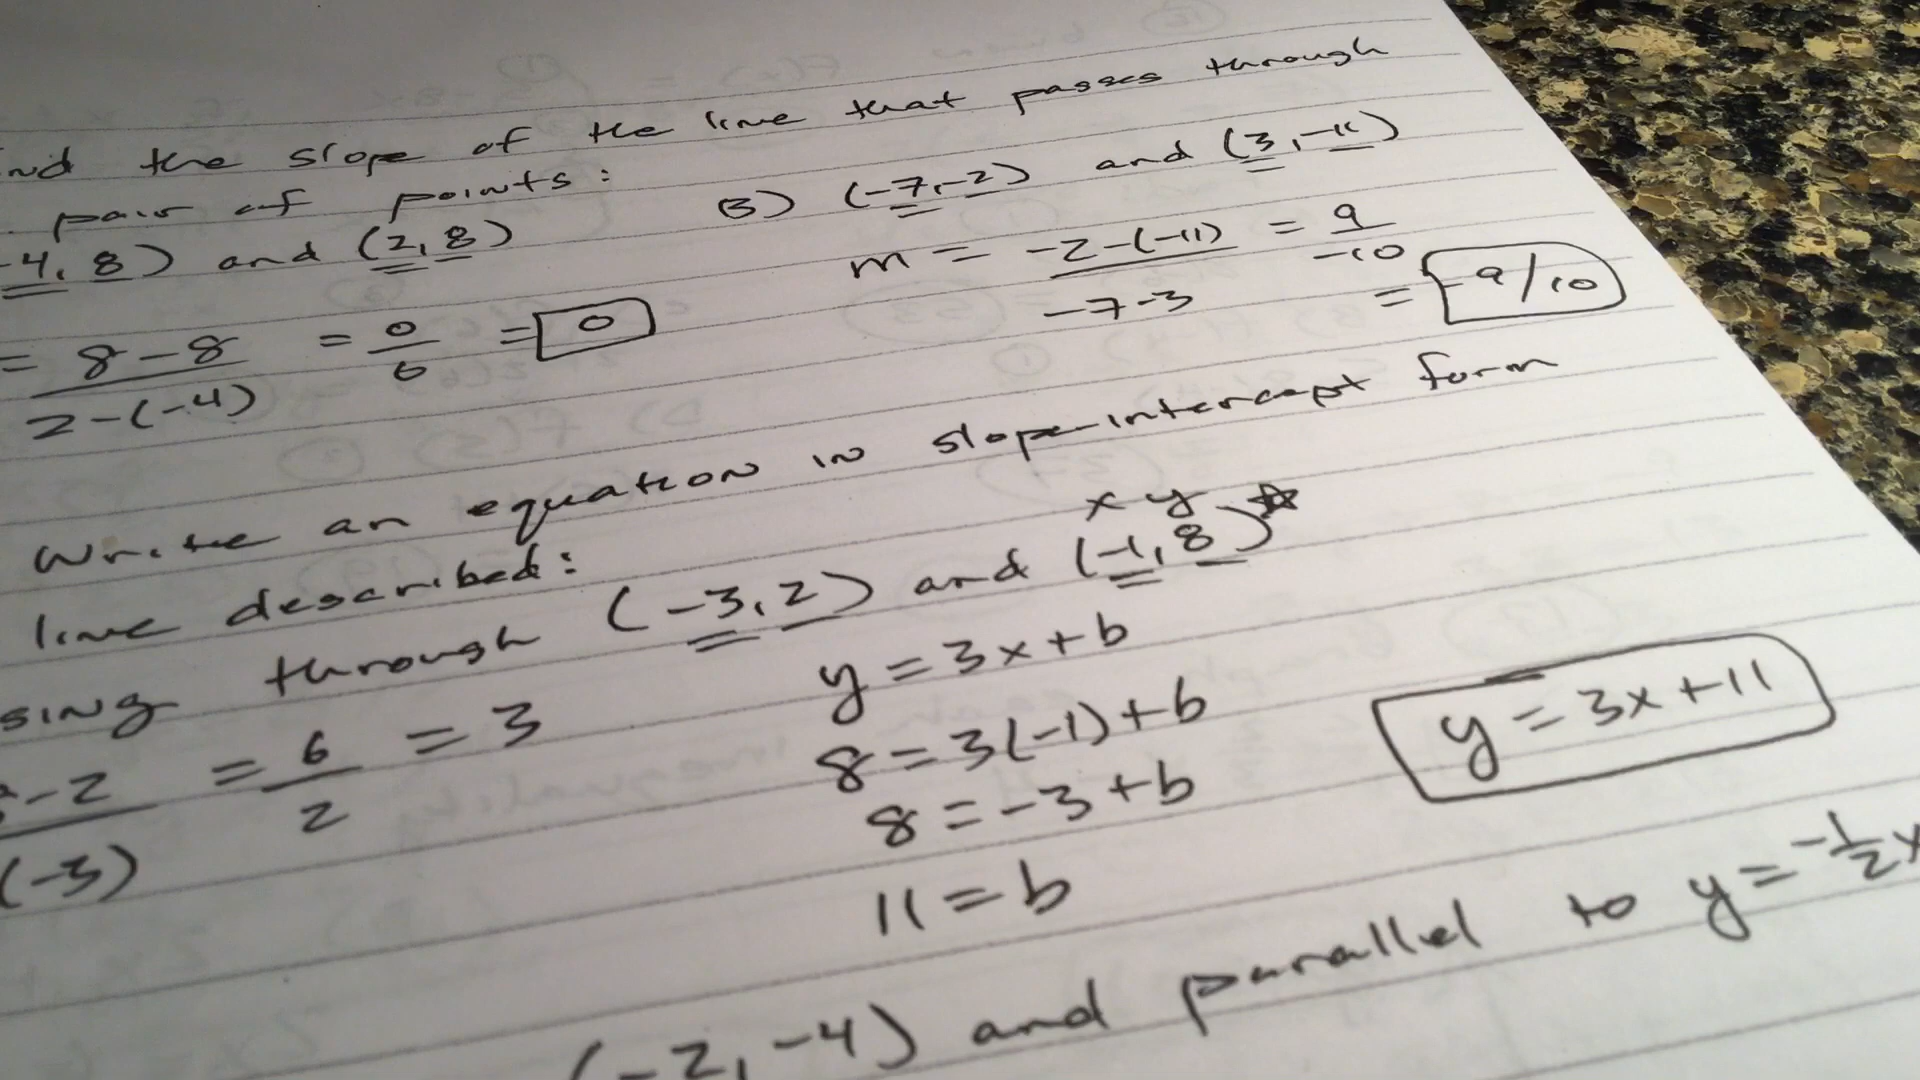 nd the slope of the line that passes through
pair of points:
-4, 8) and (2, 8)
= 8-8 / 2-(-4) = 0/6 = 0
B) (-7,-2) and (3,-11)
m = -2-(-11) / -7-3 = 9/-10
= -9/10
Write an equation in slope-intercept form
line described:
x y
sing through (-3,2) and (-1,8)
-2 / (-3) = 6/2 = 3
y = 3x+b
8 = 3(-1)+b
8 = -3+b
11 = b
y = 3x+11
(-2,-4) and parallel to y = -1/2x